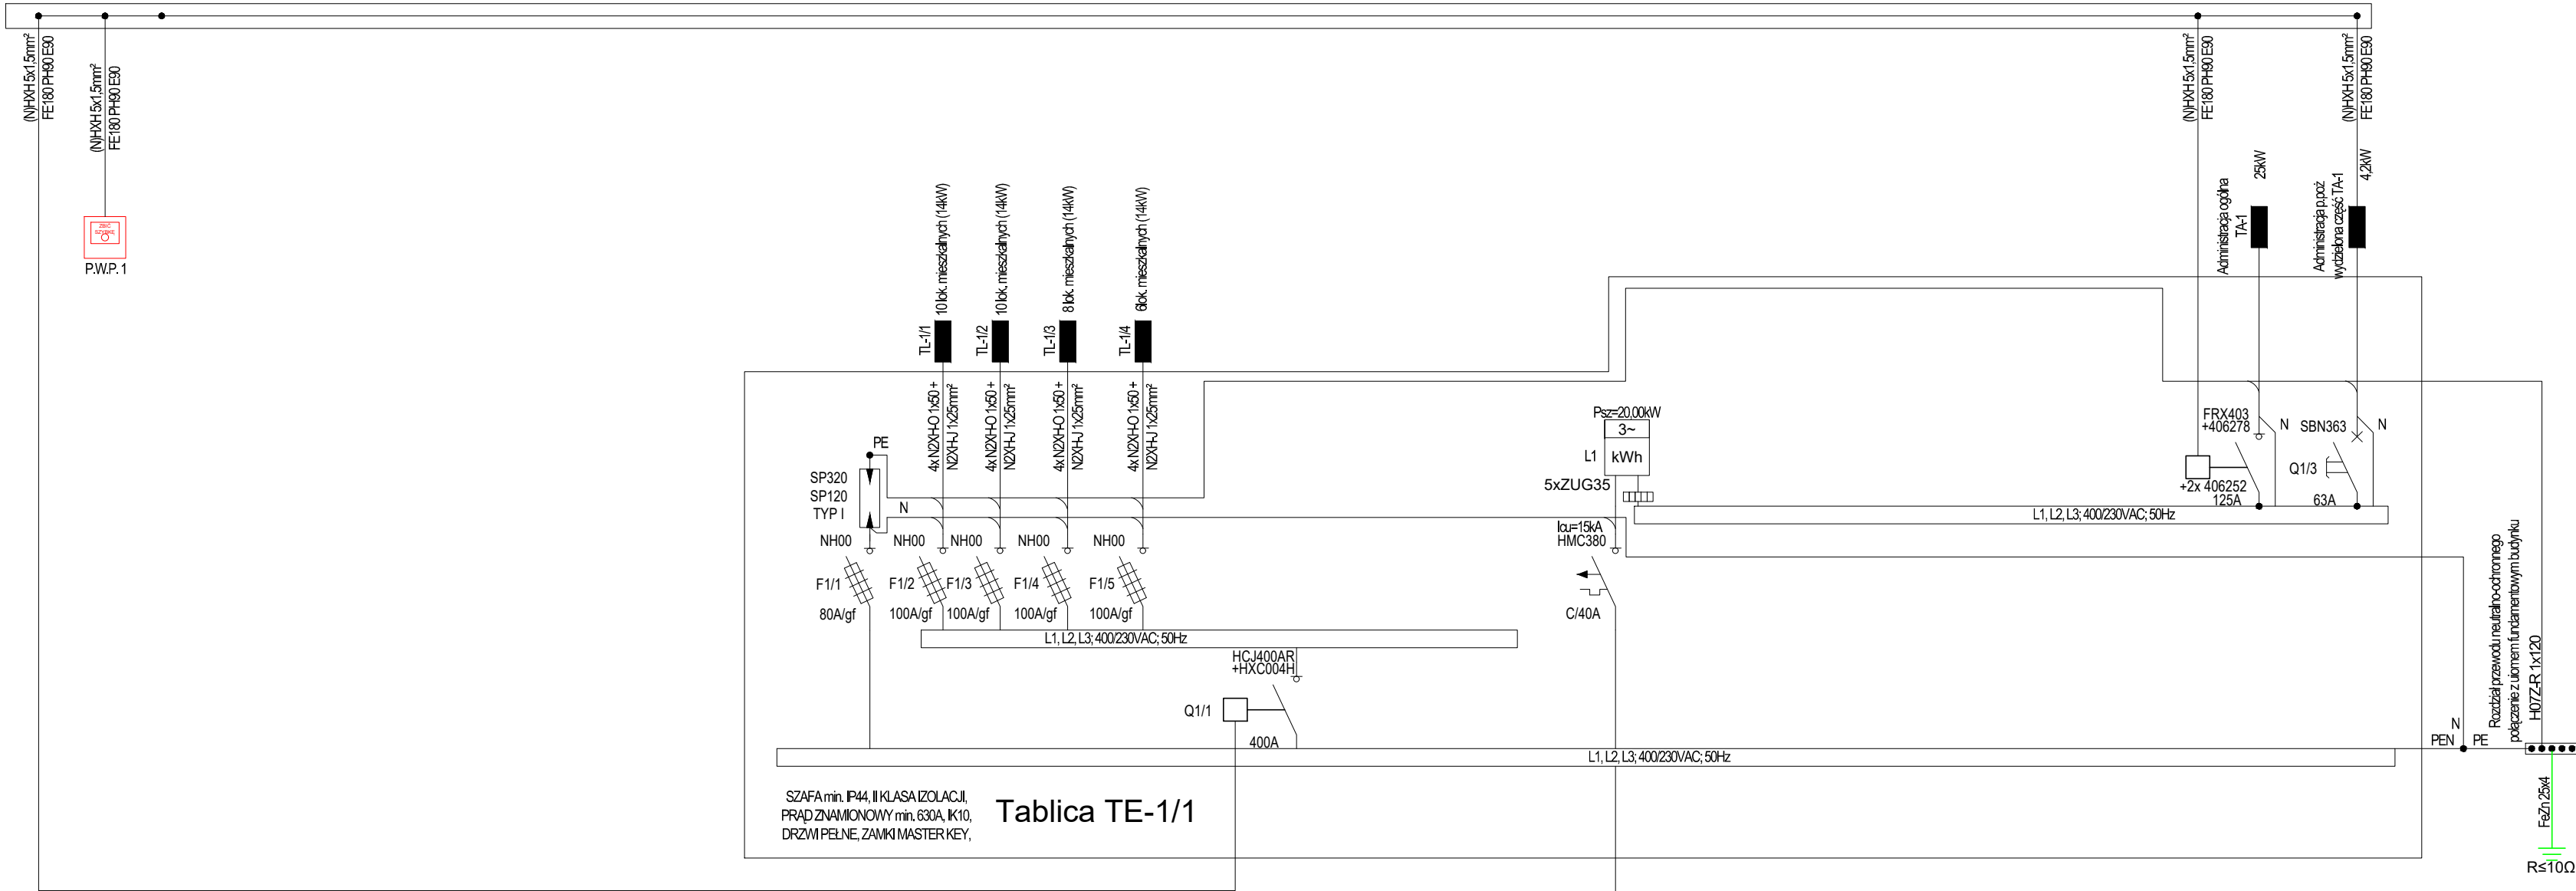 (N)HXH 5x1,5mm²
FE180 PH90 E90
(N)HXH 5x1,5mm²
FE180 PH90 E90
ZBIĆ
SZYBKĘ
P.W.P. 1
TL-1/1
10 lok. mieszkalnych (14kW)
TL-1/2
10 lok. mieszkalnych (14kW)
TL-1/3
8 lok. mieszkalnych (14kW)
TL-1/4
6 lok. mieszkalnych (14kW)
4x N2XH-O 1x50 +
N2XH-J 1x25mm²
4x N2XH-O 1x50 +
N2XH-J 1x25mm²
4x N2XH-O 1x50 +
N2XH-J 1x25mm²
4x N2XH-O 1x50 +
N2XH-J 1x25mm²
PE
SP320
SP120
TYP I
N
NH00
F1/1
80A/gf
NH00
F1/2
100A/gf
NH00
F1/3
100A/gf
NH00
F1/4
100A/gf
NH00
F1/5
100A/gf
L1, L2, L3; 400/230VAC; 50Hz
HCJ400AR
+HXC004H
Q1/1
400A
Psz=20.00kW
3~
L1
kWh
5xZUG35
Icu=15kA
HMC380
C/40A
(N)HXH 5x1,5mm²
FE180 PH90 E90
(N)HXH 5x1,5mm²
FE180 PH90 E90
Administracja ogólna
TA-1
25kW
Administracja p.poż
wydzielona część TA-1
4,2kW
FRX403
+406278
N
+2x 406252
125A
SBN363
N
Q1/3
63A
L1, L2, L3; 400/230VAC; 50Hz
L1, L2, L3; 400/230VAC; 50Hz
N
PEN
PE
Rozdział przewodu neutralno-ochronnego
połączenie z uiomem fundamentowym budynku
H07Z-R 1x120
FeZn 25x4
R≤10Ω
SZAFA min. IP44, II KLASA IZOLACJI,
PRĄD ZNAMIONOWY min. 630A, IK10,
DRZWI PEŁNE, ZAMKI MASTER KEY,
Tablica TE-1/1